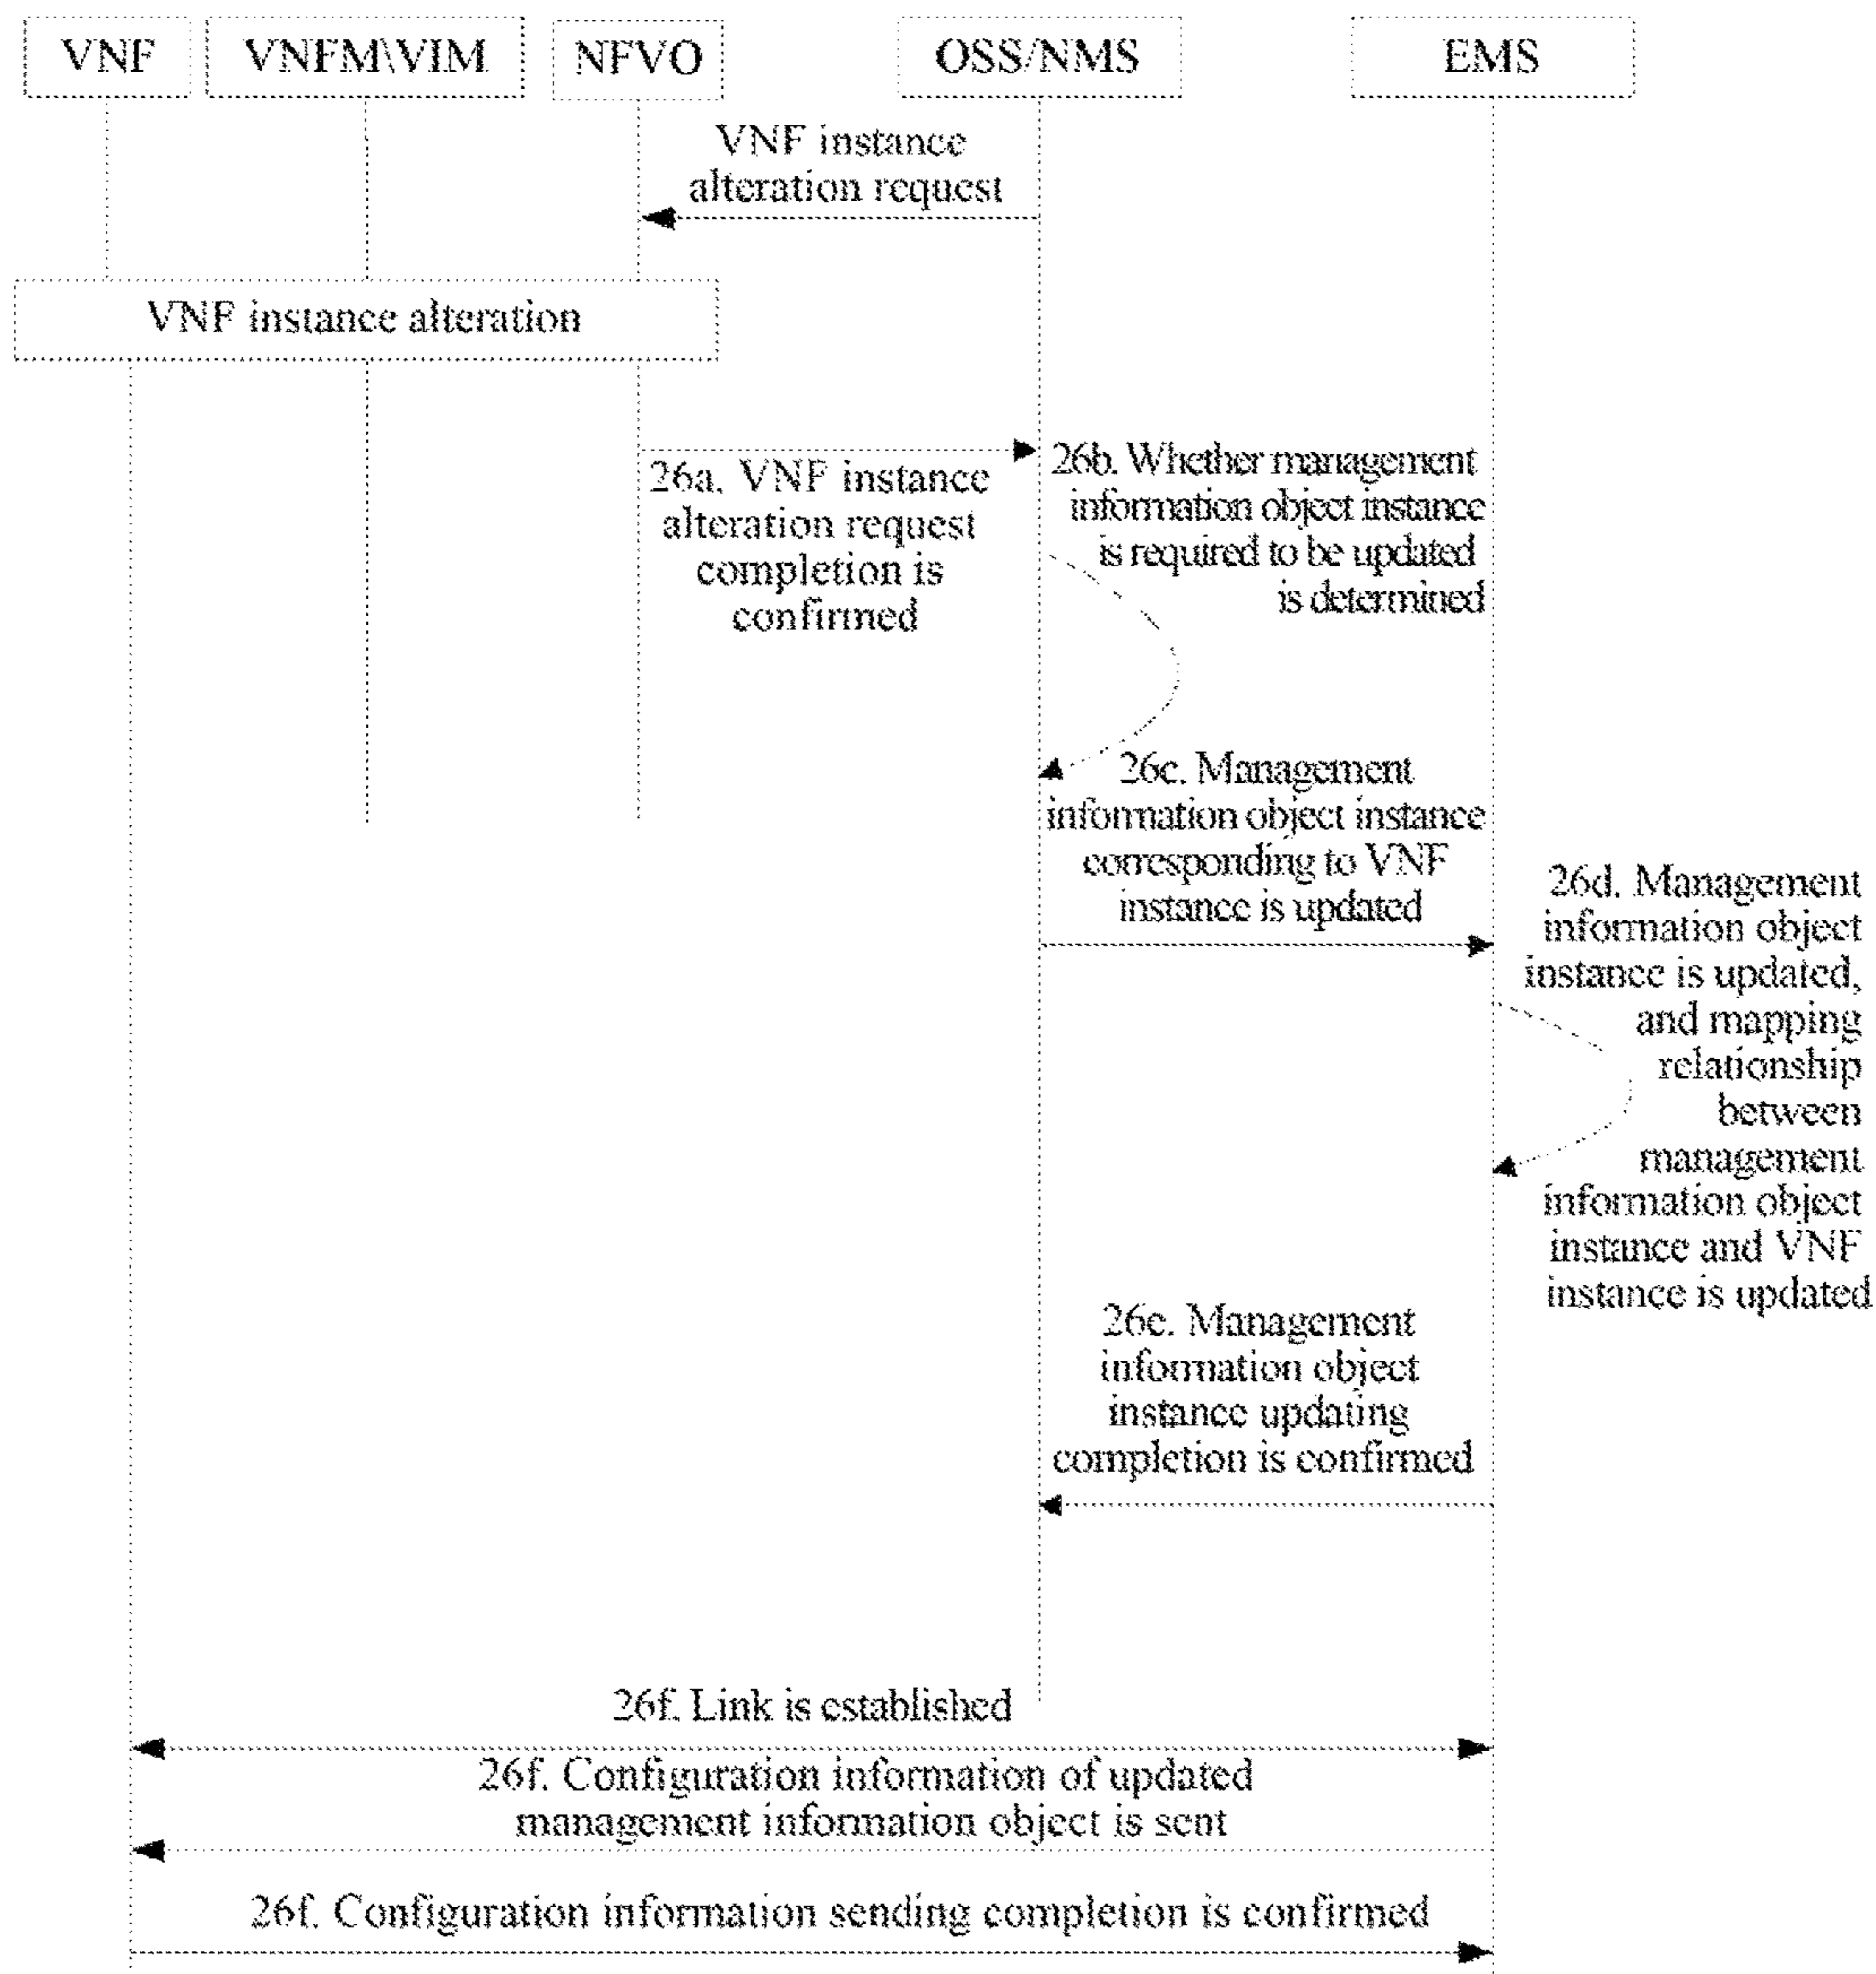 VNF
VNFM\VIM
NFVO
OSS/NMS
EMS
VNF instance
alteration request
VNF instance alteration
26a. VNF instance
alteration request
completion is
confirmed
26b. Whether management
information object instance
is required to be updated
is determined
26c. Management
information object instance
corresponding to VNF
instance is updated
26d. Management
information object
instance is updated,
and mapping
relationship
between
management
information object
instance and VNF
instance is updated
26e. Management
information object
instance updating
completion is confirmed
26f. Link is established
26f. Configuration information of updated
management information object is sent
26f. Configuration information sending completion is confirmed